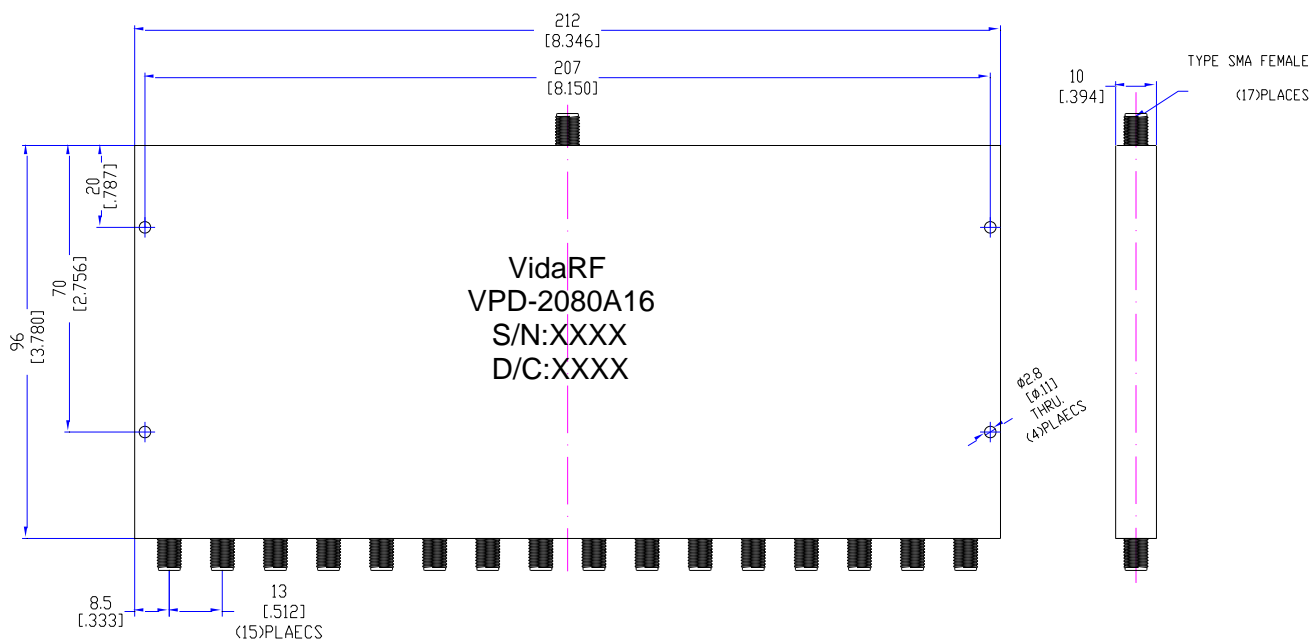 212
[8.346]
207
[8.150]
TYPE SMA FEMALE
(17)PLACES
10
[.394]
20
[.787]
70
[2.756]
96
[3.780]
VidaRF
VPD-2080A16
S/N:XXXX
D/C:XXXX
Ø2.8
[Ø.11]
THRU.
(4)PLAECS
8.5
[.333]
13
[.512]
(15)PLAECS